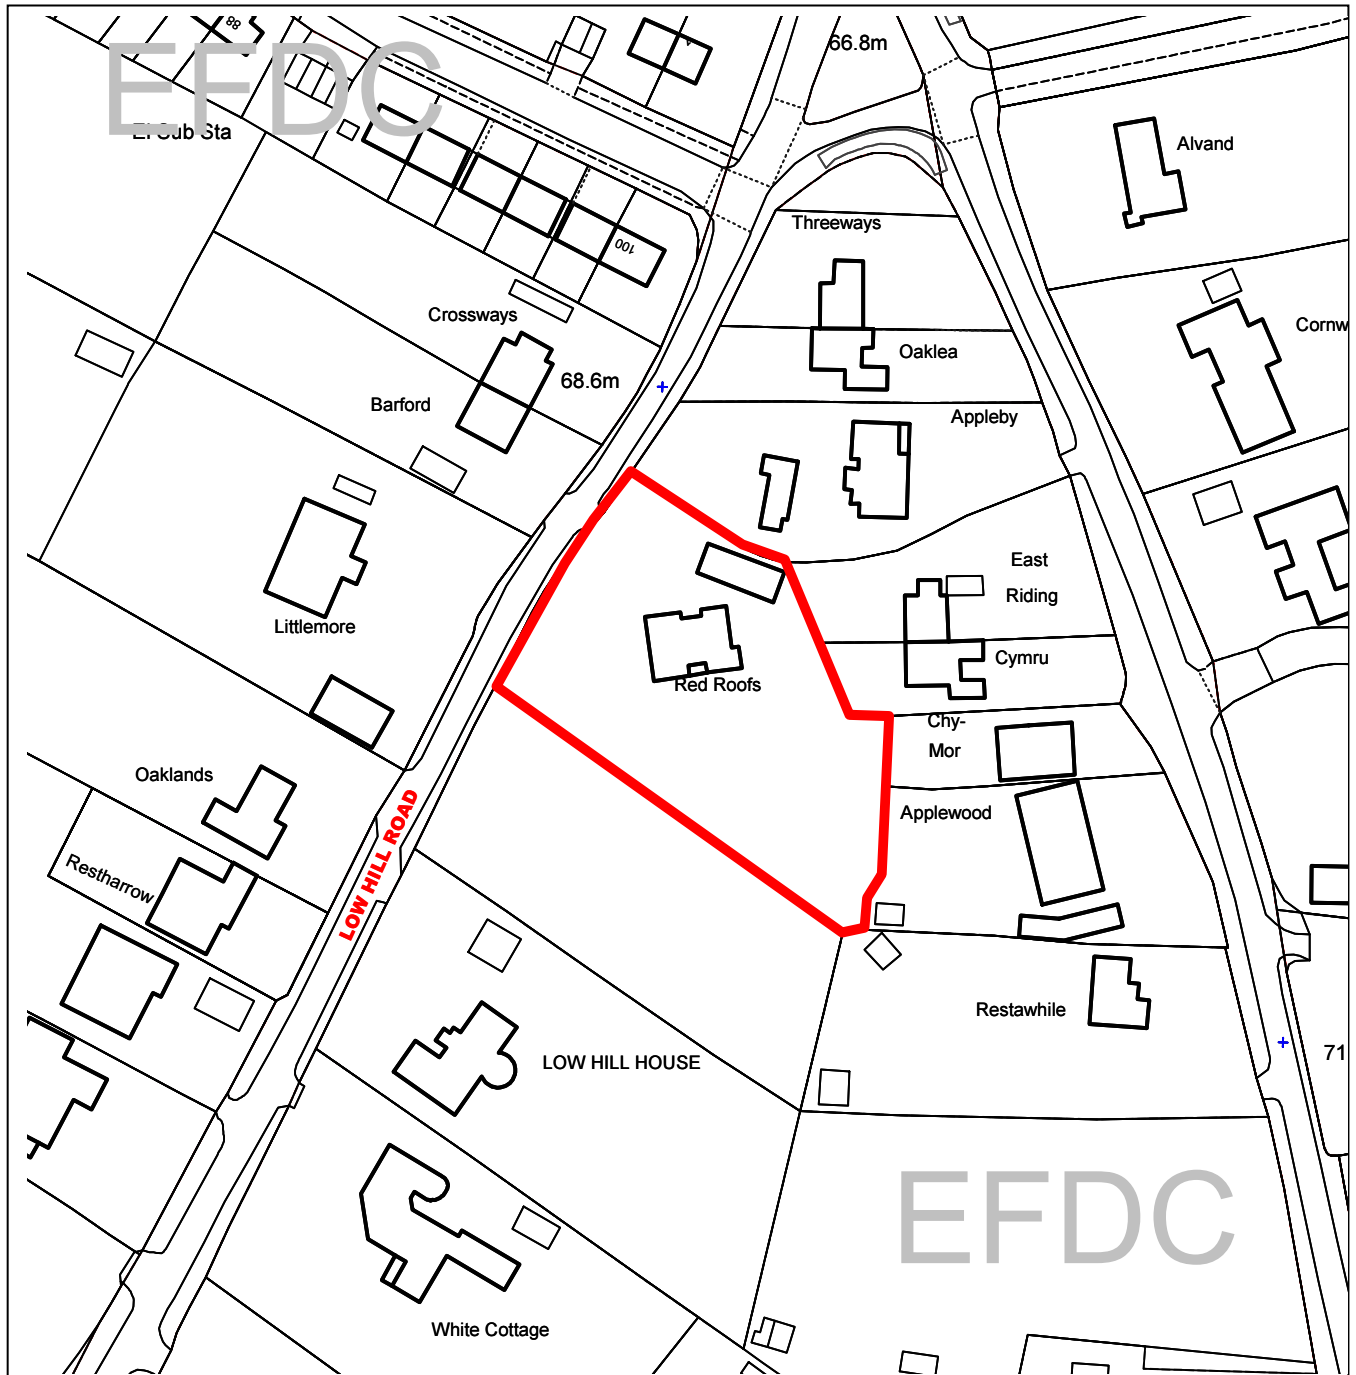 88
EFDC
El Sub Sta
66.8m
Alvand
Threeways
100
Crossways
Oaklea
Cornw
68.6m
Barford
Appleby
East
Riding
Littlemore
Cymru
Red Roofs
Chy-
Mor
Oaklands
Applewood
LOW HILL ROAD
Restharrow
Restawhile
LOW HILL HOUSE
71
EFDC
White Cottage